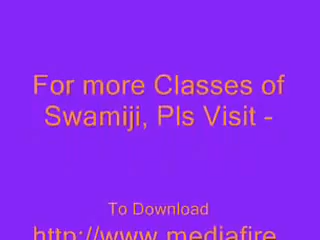 For more Classes of
Swamiji, Pls Visit -
To Download
http://www.mediafire.